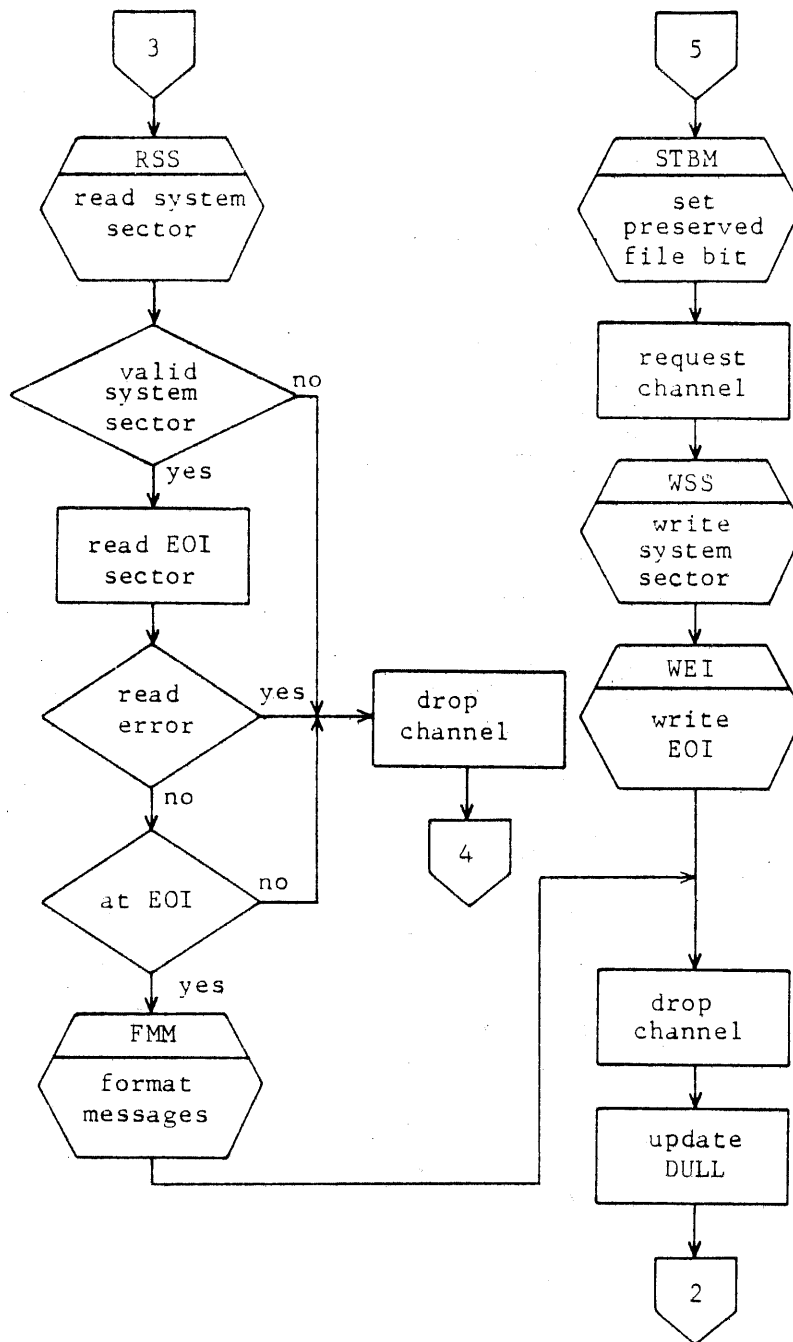 3
RSS
read system
sector
valid
system
sector
no
yes
read EOI
sector
read
error
yes
no
at EOI
no
yes
FMM
format
messages
drop
channel
4
5
STBM
set
preserved
file bit
request
channel
WSS
write
system
sector
WEI
write
EOI
drop
channel
update
DULL
2